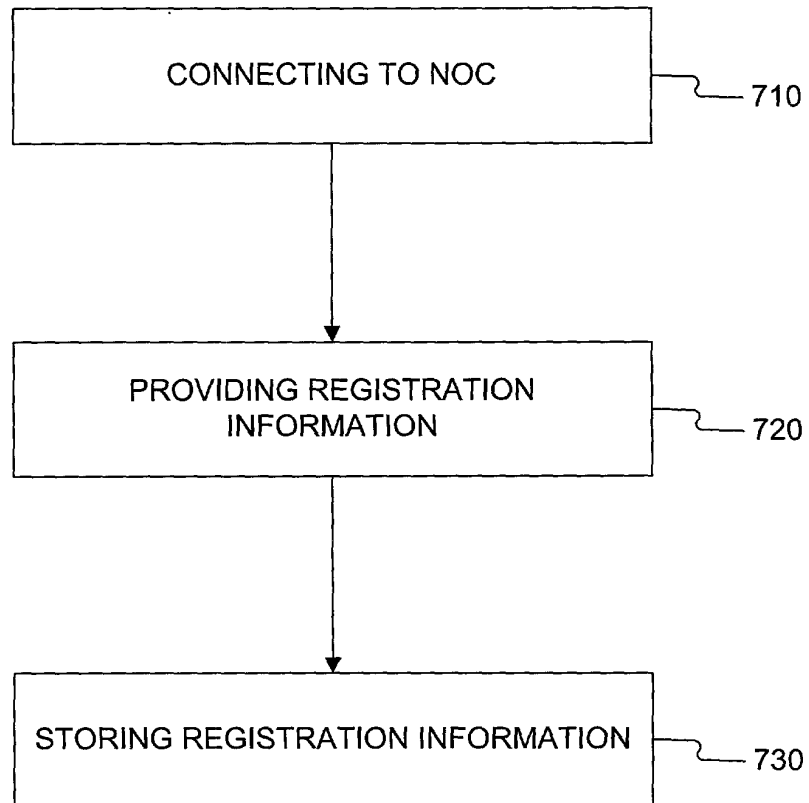 CONNECTING TO NOC
710
PROVIDING REGISTRATION
INFORMATION
720
STORING REGISTRATION INFORMATION
730